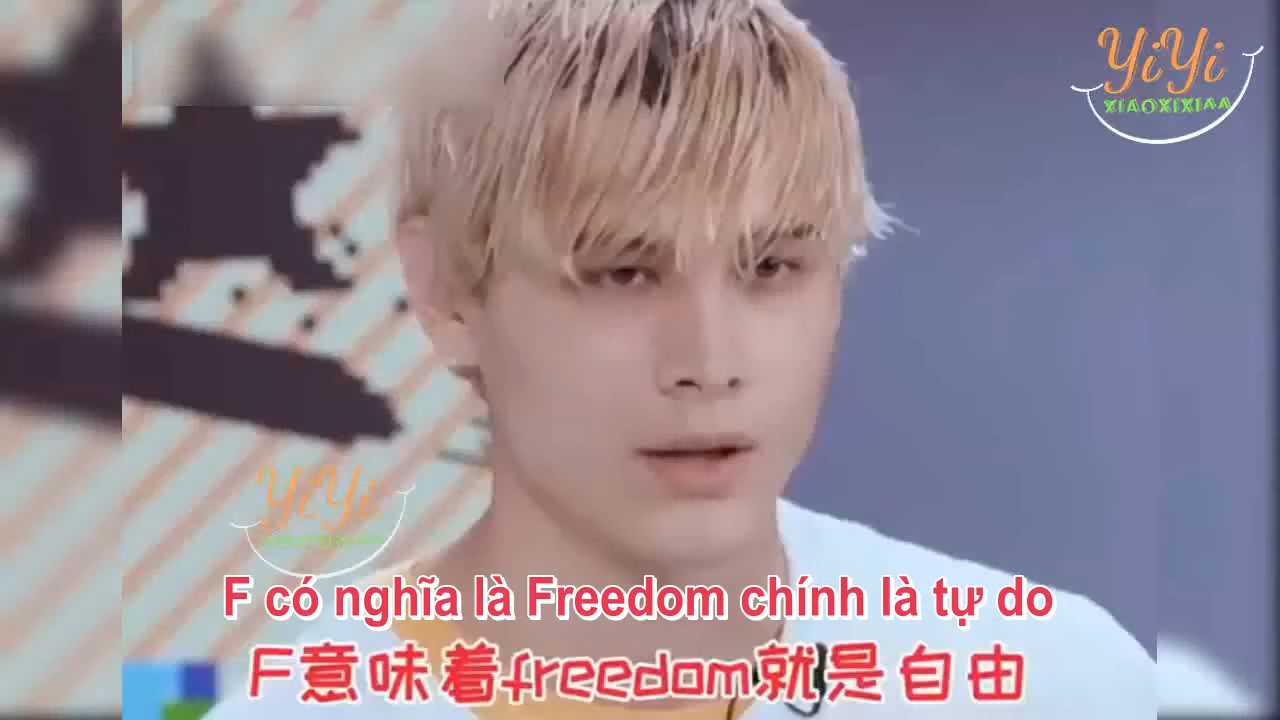 YiYi
XIAOXIXIAA
YiYi
F có nghĩa là Freedom chính là tự do
F意味着freedom就是自由